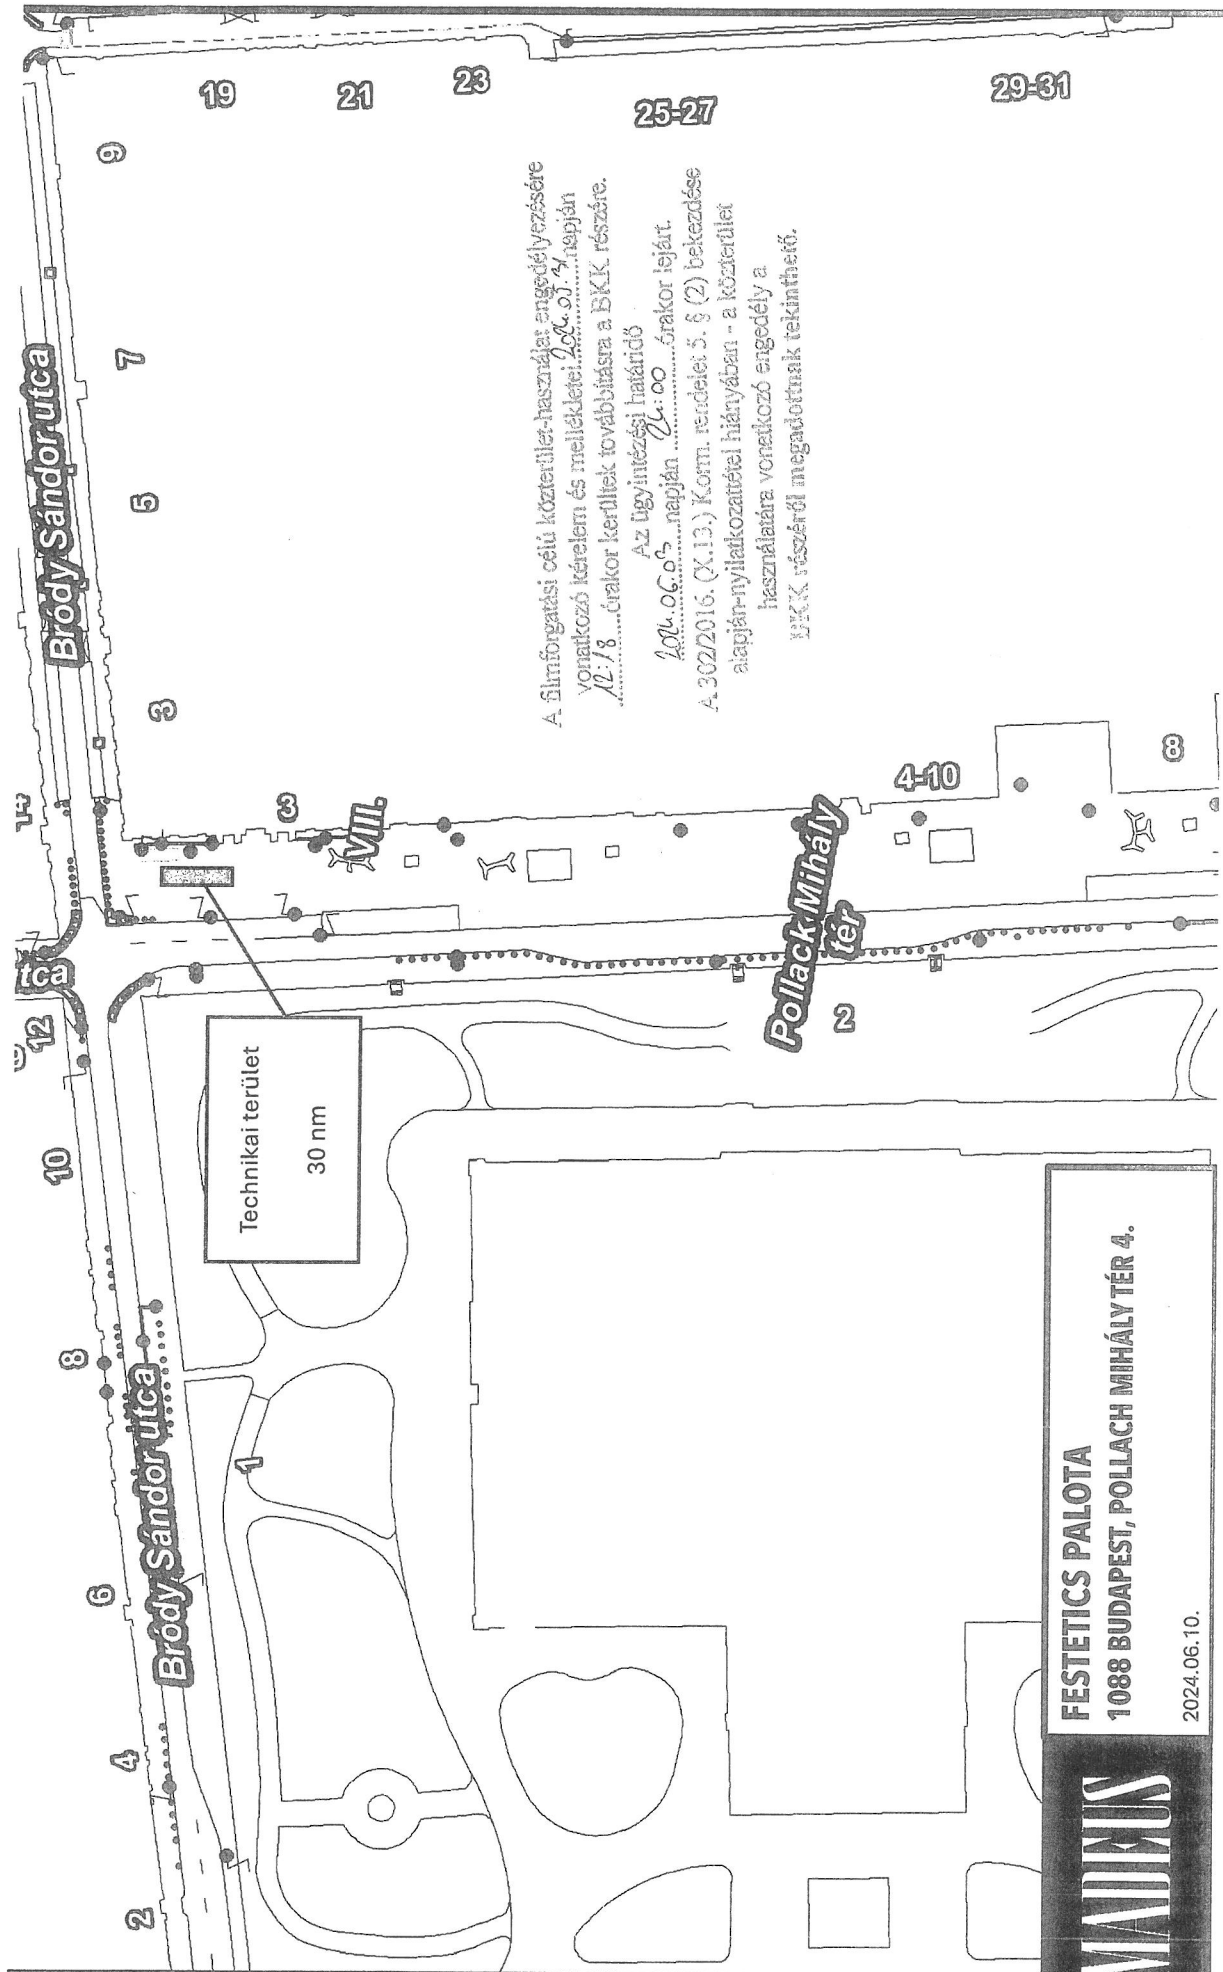 19
21
23
25-27
29-31
9
7
5
3
Bródy Sándor utca
A filmforgatási célú közterület-használat engedélyezésére
vonatkozó kérelem és mellékletei 2024.05.31 napján
12:18 órakor kerültek továbbításra a BKK részére.
Az ügyintézési határidő
2024.06.03 napján 24:00 órakor lejárt.
A 302/2016. (X.13.) Korm. rendelet 5. § (2) bekezdése
alapján-nyilatkozattétel hiányában - a közterület
használatára vonatkozó engedély a
BKK részéről megadottnak tekinthető.
14
3
VIII.
4-10
8
Pollack Mihály
tér
2
tca
12
10
8
6
4
2
1
Technikai terület
30 nm
Bródy Sándor utca
FESTETICS PALOTA
1088 BUDAPEST, POLLACH MIHÁLY TÉR 4.
2024.06.10.
MADEUS